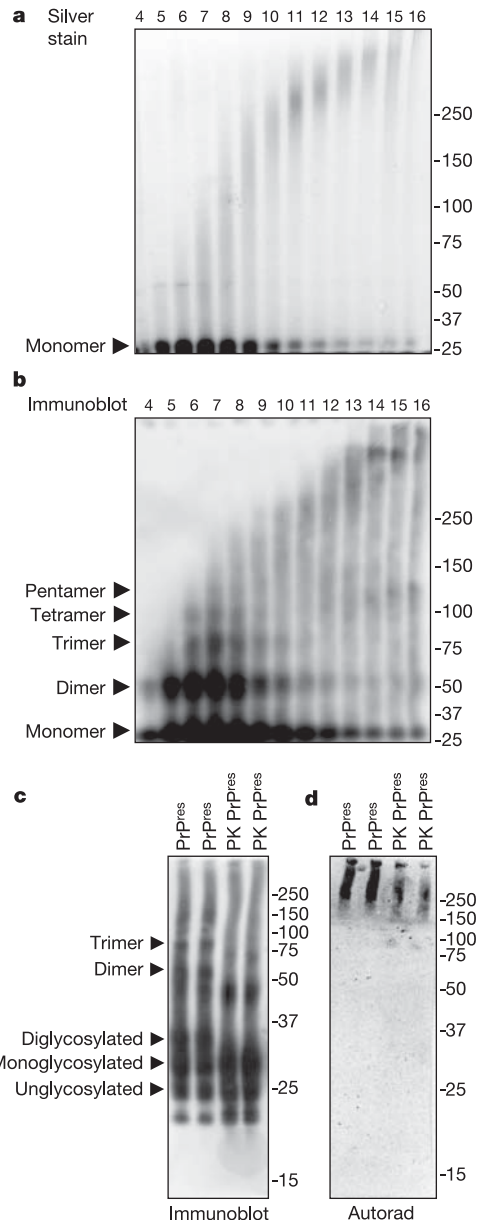 a Silver stain 4 5 6 7 8 9 10 11 12 13 14 15 16
-250
-150
-100
-75
-50
-37
Monomer -25
b
Immunoblot 4 5 6 7 8 9 10 11 12 13 14 15 16
-250
-150
Pentamer
Tetramer -100
Trimer -75
Dimer -50
-37
Monomer -25
c PrPres PrPres PK PrPres PK PrPres
-250
-150
-100
Trimer -75
Dimer -50
-37
Diglycosylated
Monoglycosylated
Unglycosylated -25
-15
Immunoblot
d PrPres PrPres PK PrPres PK PrPres
-250
-150
-100
-75
-50
-37
-25
-15
Autorad